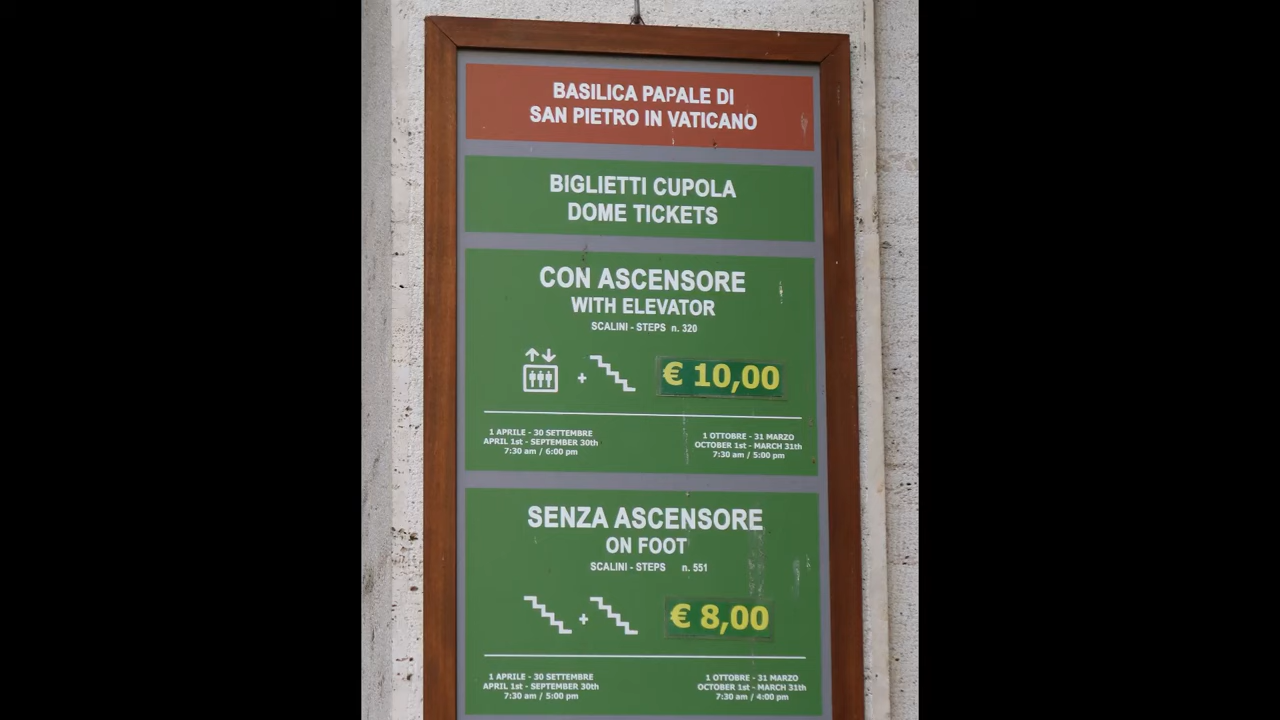 BASILICA PAPALE DI
SAN PIETRO IN VATICANO
BIGLIETTI CUPOLA
DOME TICKETS
CON ASCENSORE
WITH ELEVATOR
SCALINI - STEPS n. 320
+ € 10,00
1 APRILE - 30 SETTEMBRE
APRIL 1st - SEPTEMBER 30th
7:30 am / 6:00 pm
1 OTTOBRE - 31 MARZO
OCTOBER 1st - MARCH 31th
7:30 am / 5:00 pm
SENZA ASCENSORE
ON FOOT
SCALINI - STEPS n. 551
+ € 8,00
1 APRILE - 30 SETTEMBRE
APRIL 1st - SEPTEMBER 30th
7:30 am / 5:00 pm
1 OTTOBRE - 31 MARZO
OCTOBER 1st - MARCH 31th
7:30 am / 4:00 pm